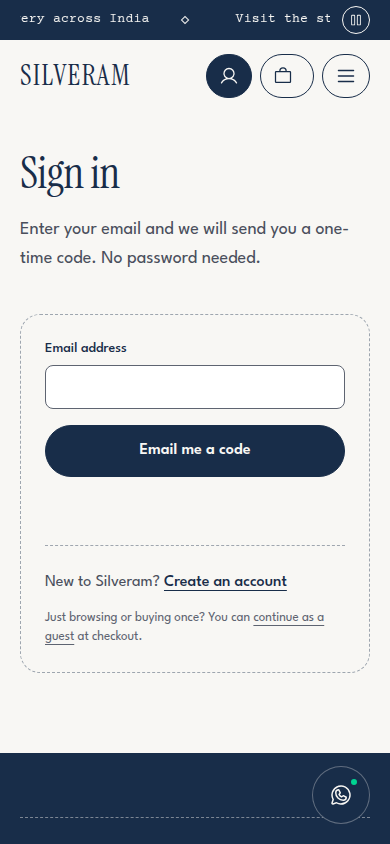 ery across India ◇ Visit the st
SILVERAM
Sign in
Enter your email and we will send you a one-
time code. No password needed.
Email address
Email me a code
New to Silveram? Create an account
Just browsing or buying once? You can continue as a
guest at checkout.